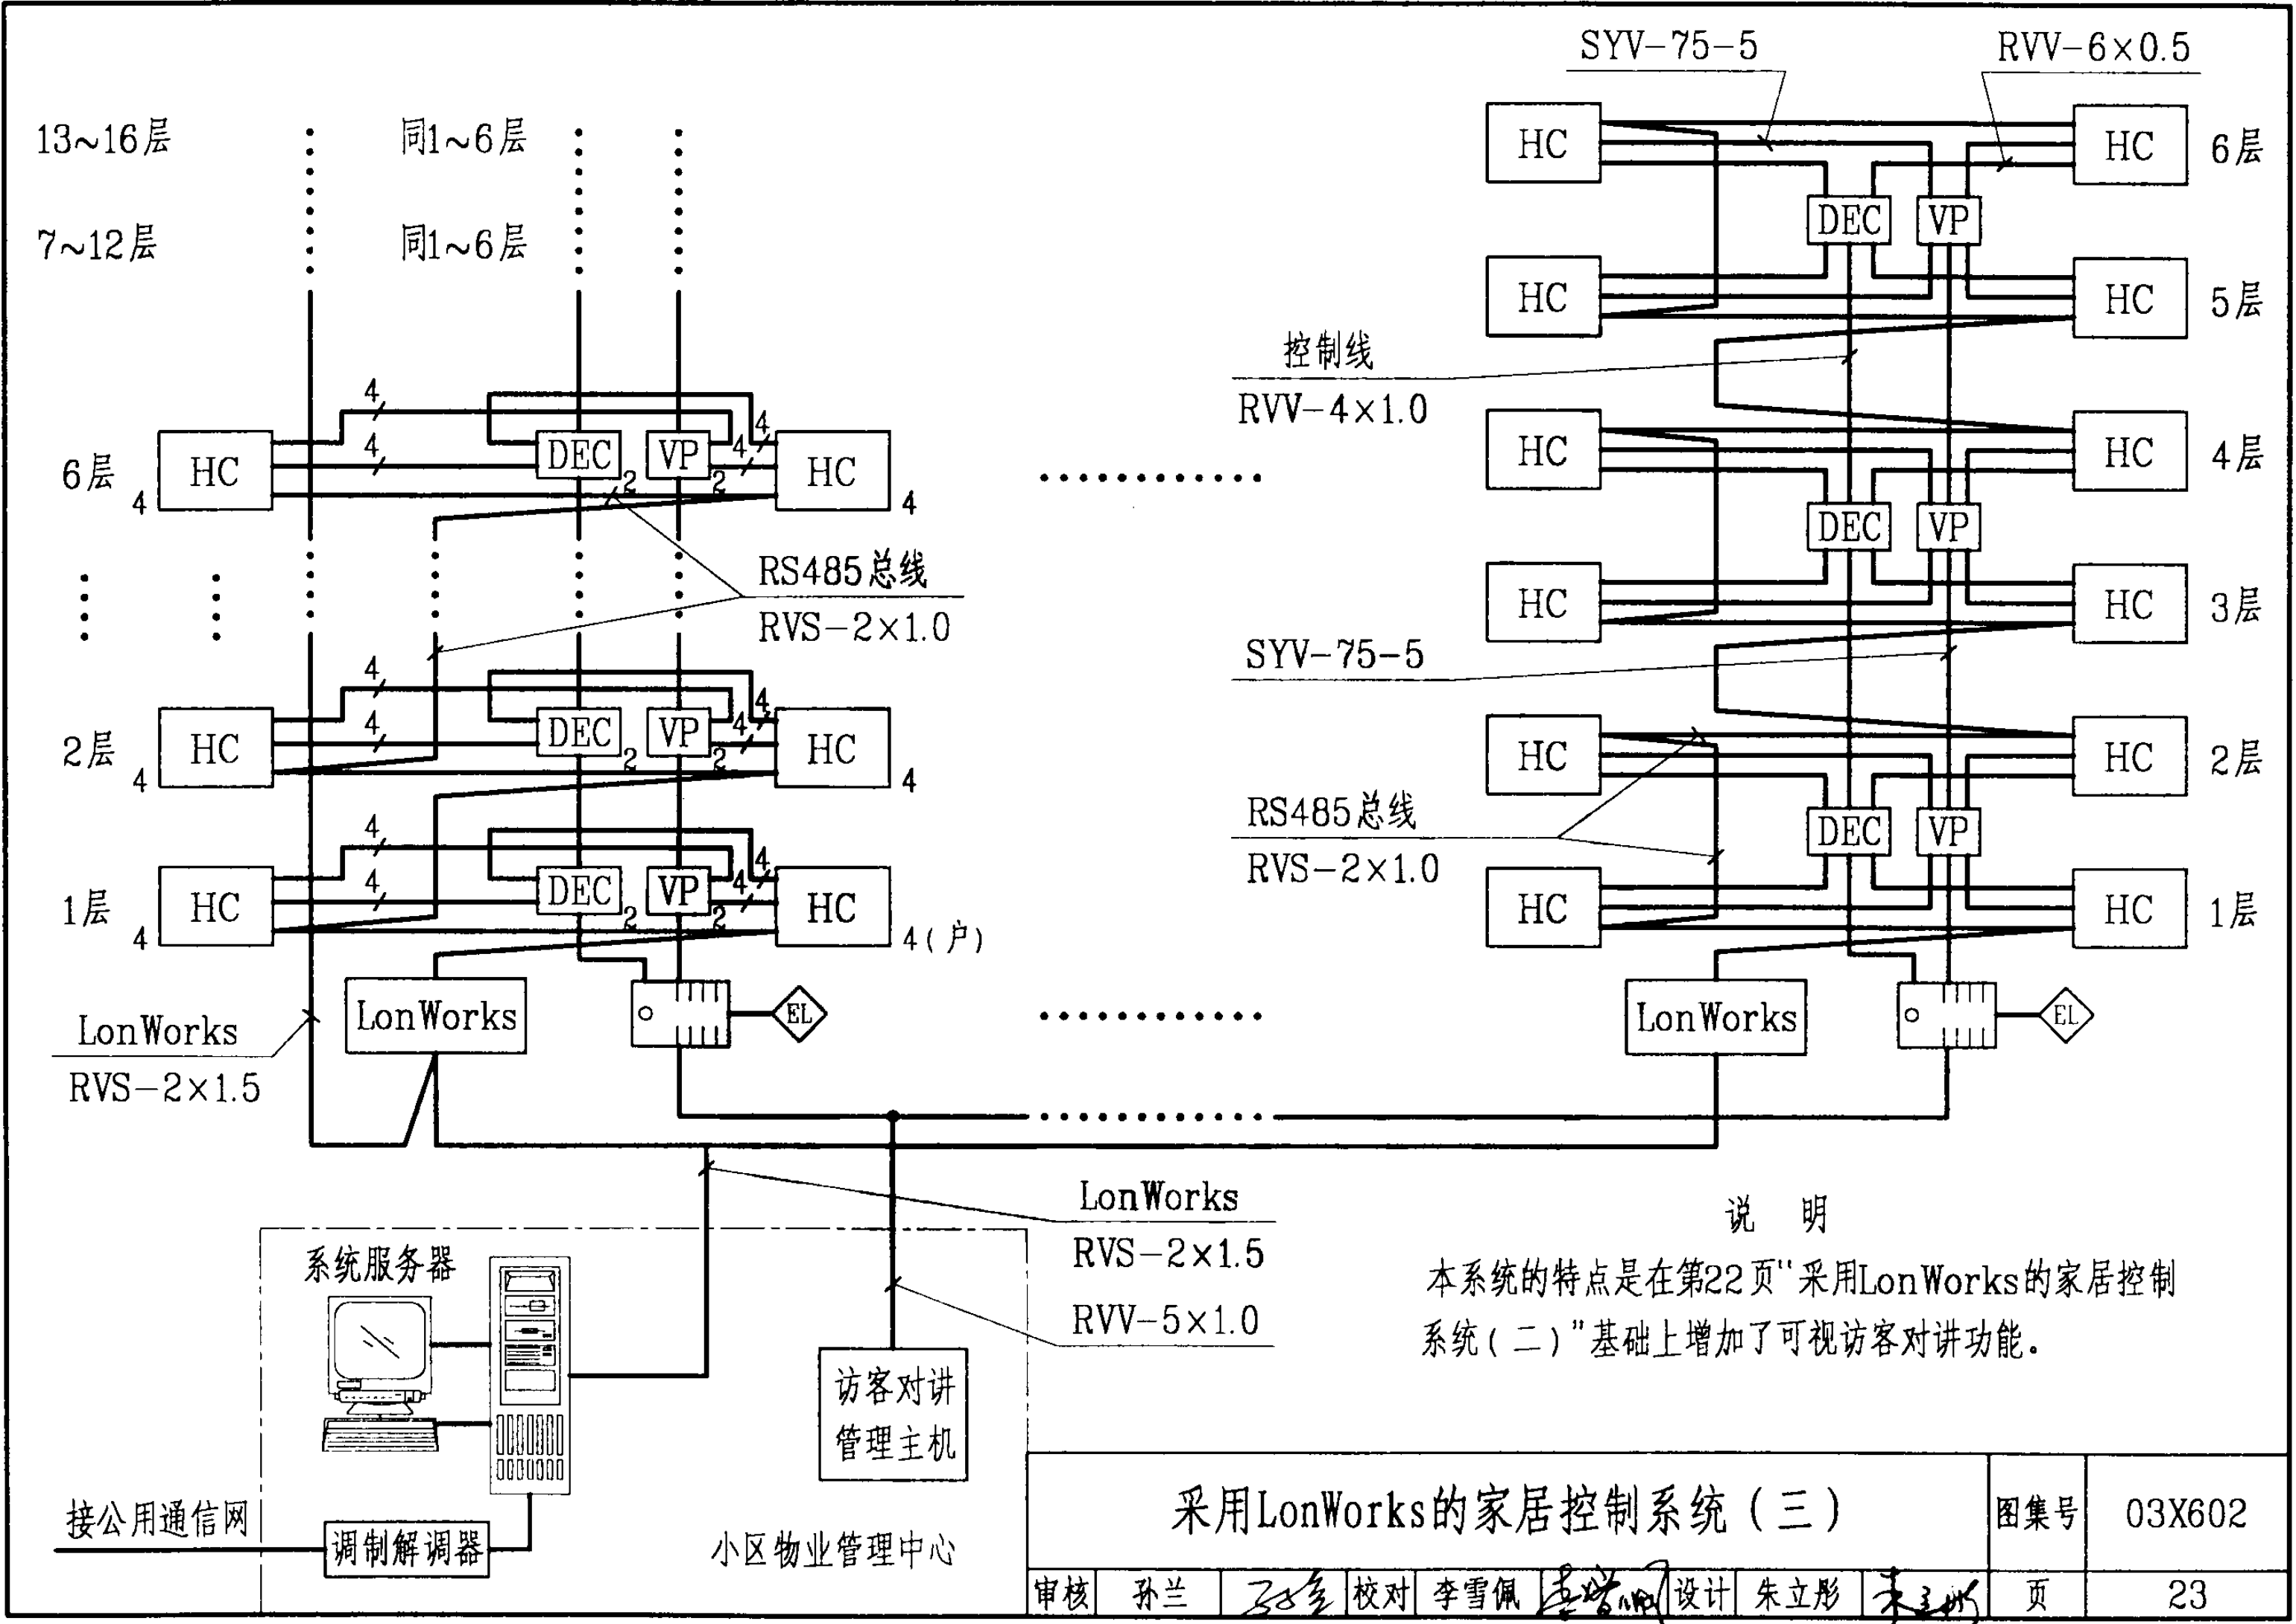 13~16层
同1~6层
7~12层
同1~6层
SYV-75-5
RVV-6×0.5
HC
HC
6层
DEC
VP
HC
HC
5层
控制线
RVV-4×1.0
HC
HC
4层
DEC
VP
HC
HC
3层
SYV-75-5
HC
HC
2层
RS485总线
RVS-2×1.0
DEC
VP
HC
HC
1层
LonWorks
EL
4
4
4
4
6层
HC
DEC
VP
HC
4
2
2
4
RS485总线
RVS-2×1.0
4
4
4
4
2层
HC
DEC
VP
HC
4
2
2
4
4
4
4
4
1层
HC
DEC
VP
HC
4
2
2
4(户)
LonWorks
RVS-2×1.5
LonWorks
EL
LonWorks
RVS-2×1.5
RVV-5×1.0
系统服务器
访客对讲
管理主机
接公用通信网
调制解调器
小区物业管理中心
说 明
本系统的特点是在第22页"采用LonWorks的家居控制
系统(二)"基础上增加了可视访客对讲功能。
采用LonWorks的家居控制系统(三)
图集号
03X602
审核 孙兰 校对 李雪佩 设计 朱立彤
页
23